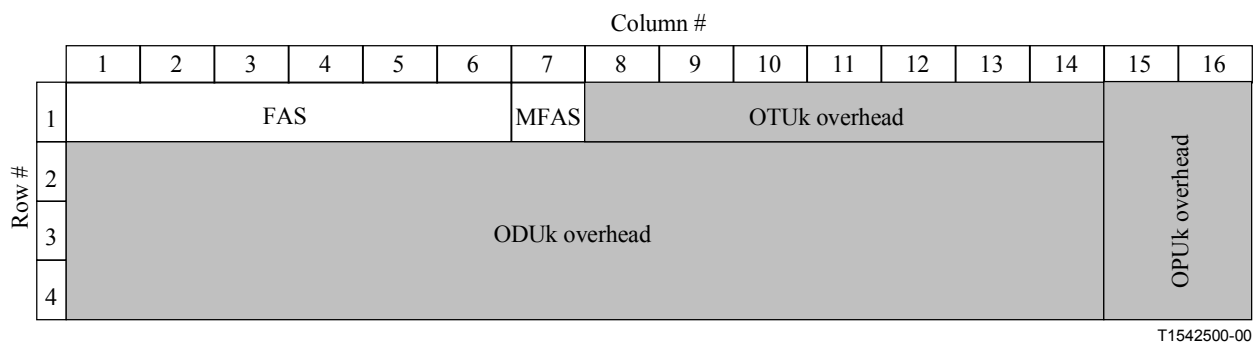 Column #
1 2 3 4 5 6 7 8 9 10 11 12 13 14 15 16
Row #
1 FAS MFAS OTUk overhead
2
3 ODUk overhead
4
OPUk overhead
T1542500-00